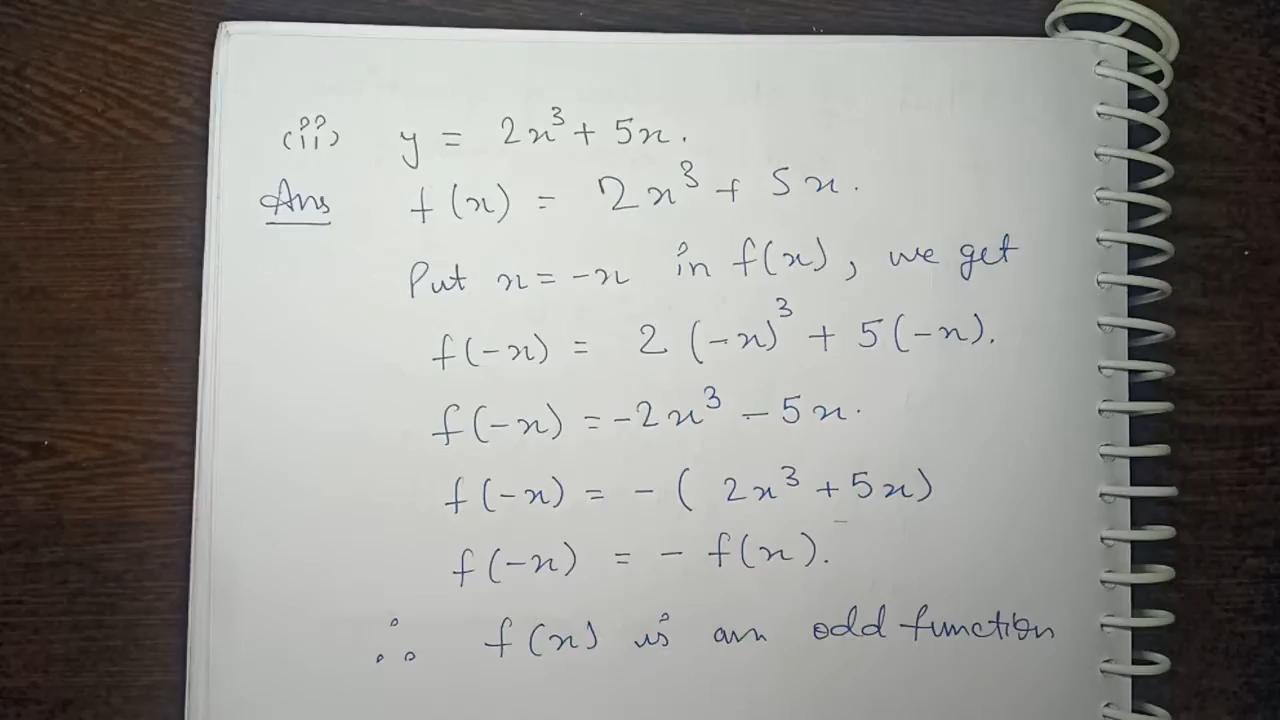 (ii) y = 2x³ + 5x.
Ans f(x) = 2x³ + 5x.
Put x = -x in f(x), we get
f(-x) = 2(-x)³ + 5(-x).
f(-x) = -2x³ - 5x.
f(-x) = - ( 2x³ + 5x)
f(-x) = - f(x).
∴ f(x) is an odd function